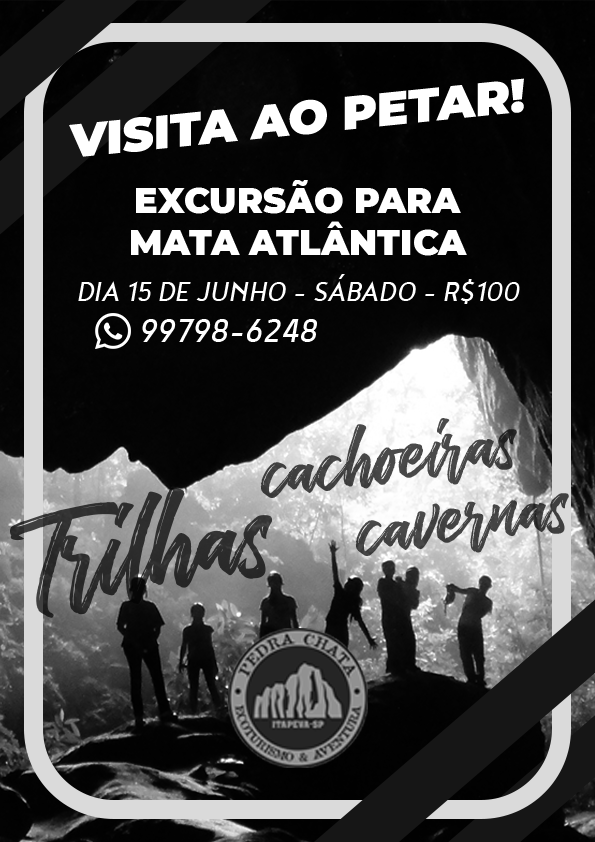 VISITA AO PETAR!
EXCURSÃO PARA
MATA ATLÂNTICA
DIA 15 DE JUNHO - SÁBADO - R$100
99798-6248
cachoeiras
Trilhas
cavernas
PEDRA CHATA
ITAPEVA-SP
ECOTURISMO & AVENTURA